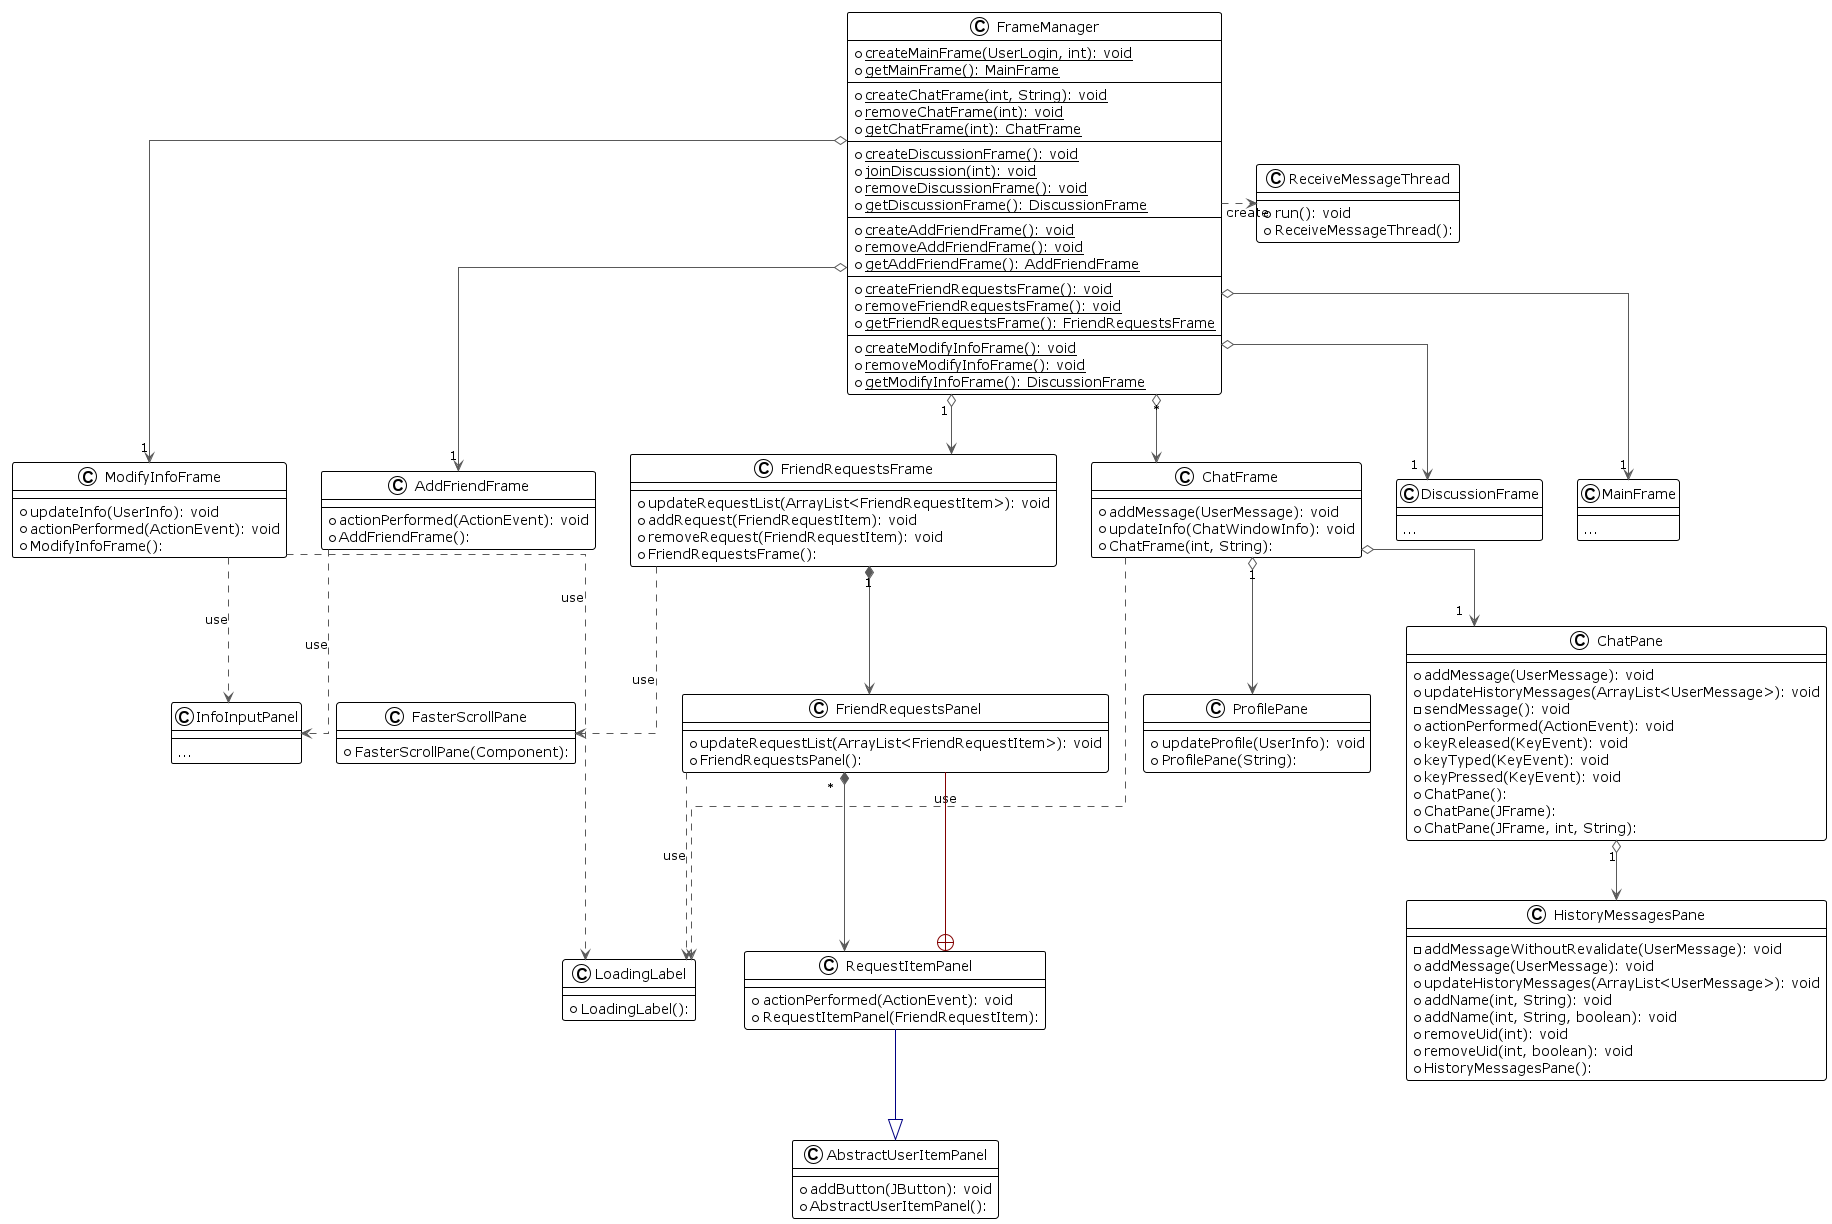 C FrameManager
createMainFrame(UserLogin, int): void
getMainFrame(): MainFrame
createChatFrame(int, String): void
removeChatFrame(int): void
getChatFrame(int): ChatFrame
createDiscussionFrame(): void
joinDiscussion(int): void
removeDiscussionFrame(): void
getDiscussionFrame(): DiscussionFrame
createAddFriendFrame(): void
removeAddFriendFrame(): void
getAddFriendFrame(): AddFriendFrame
createFriendRequestsFrame(): void
removeFriendRequestsFrame(): void
getFriendRequestsFrame(): FriendRequestsFrame
createModifyInfoFrame(): void
removeModifyInfoFrame(): void
getModifyInfoFrame(): DiscussionFrame
create
C ReceiveMessageThread
run(): void
ReceiveMessageThread():
1
1
1
*
1
1
C ModifyInfoFrame
updateInfo(UserInfo): void
actionPerformed(ActionEvent): void
ModifyInfoFrame():
C AddFriendFrame
actionPerformed(ActionEvent): void
AddFriendFrame():
C FriendRequestsFrame
updateRequestList(ArrayList<FriendRequestItem>): void
addRequest(FriendRequestItem): void
removeRequest(FriendRequestItem): void
FriendRequestsFrame():
C ChatFrame
addMessage(UserMessage): void
updateInfo(ChatWindowInfo): void
ChatFrame(int, String):
C DiscussionFrame
...
C MainFrame
...
use
use
use
use
1
1
1
C InfoInputPanel
...
C FasterScrollPane
FasterScrollPane(Component):
C FriendRequestsPanel
updateRequestList(ArrayList<FriendRequestItem>): void
FriendRequestsPanel():
C ProfilePane
updateProfile(UserInfo): void
ProfilePane(String):
C ChatPane
addMessage(UserMessage): void
updateHistoryMessages(ArrayList<UserMessage>): void
sendMessage(): void
actionPerformed(ActionEvent): void
keyReleased(KeyEvent): void
keyTyped(KeyEvent): void
keyPressed(KeyEvent): void
ChatPane():
ChatPane(JFrame):
ChatPane(JFrame, int, String):
*
use
use
1
C LoadingLabel
LoadingLabel():
C RequestItemPanel
actionPerformed(ActionEvent): void
RequestItemPanel(FriendRequestItem):
C HistoryMessagesPane
addMessageWithoutRevalidate(UserMessage): void
addMessage(UserMessage): void
updateHistoryMessages(ArrayList<UserMessage>): void
addName(int, String): void
addName(int, String, boolean): void
removeUid(int): void
removeUid(int, boolean): void
HistoryMessagesPane():
C AbstractUserItemPanel
addButton(JButton): void
AbstractUserItemPanel():